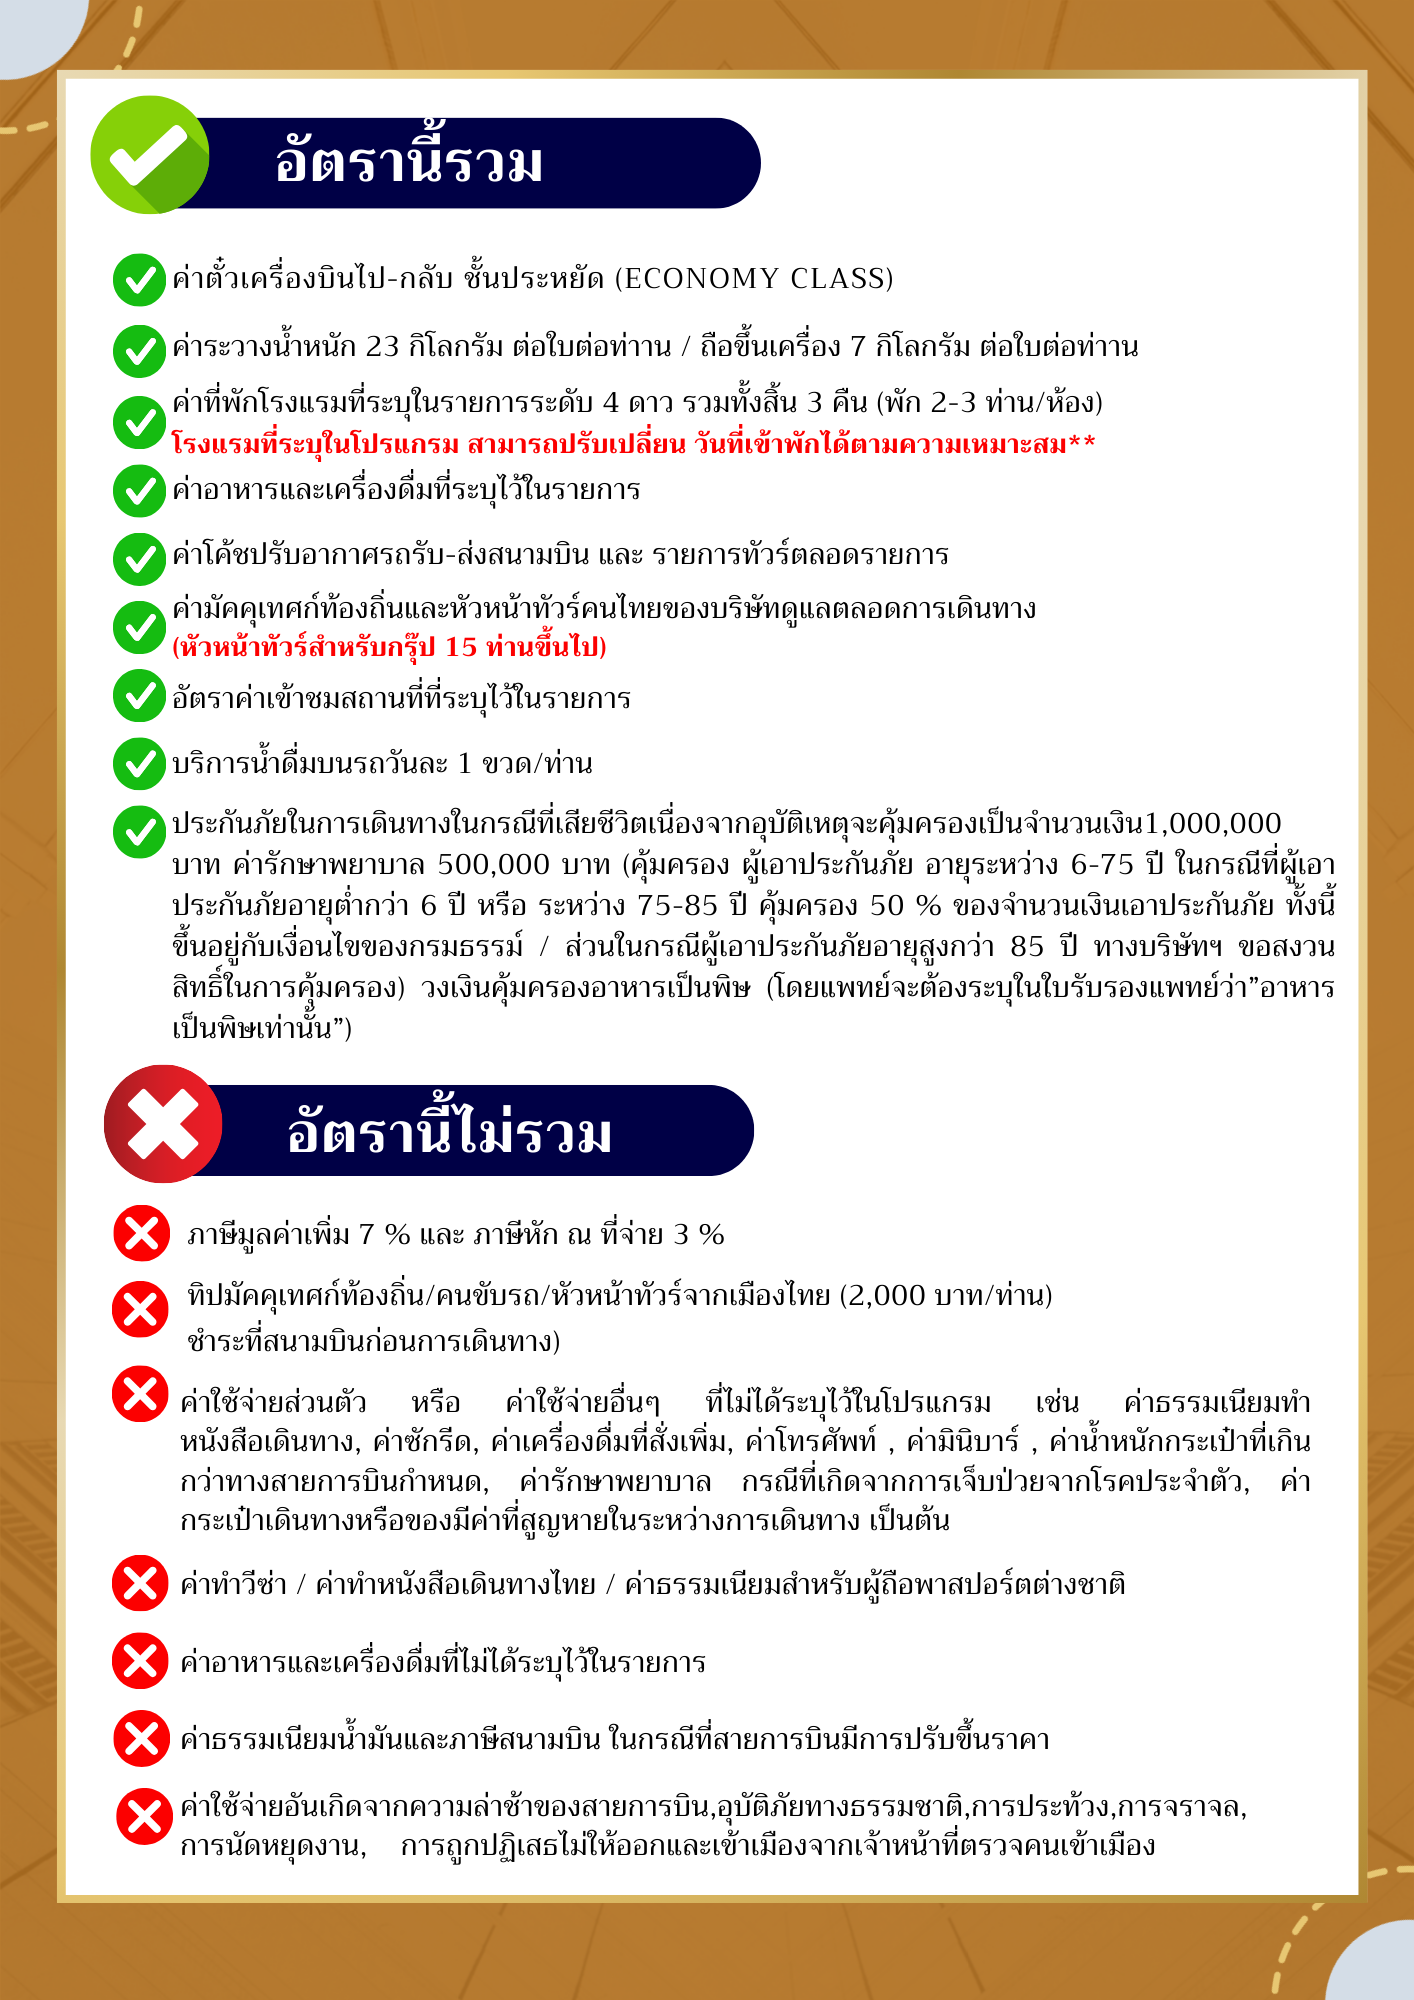 อัตรานี้รวม
ค่าตั๋วเครื่องบินไป-กลับ ชั้นประหยัด (ECONOMY CLASS)
ค่าระวางน้ำหนัก 23 กิโลกรัม ต่อใบต่อท่าน / ถือขึ้นเครื่อง 7 กิโลกรัม ต่อใบต่อท่าาน
ค่าที่พักโรงแรมที่ระบุในรายการระดับ 4 ดาว รวมทั้งสิ้น 3 คืน (พัก 2-3 ท่าน/ห้อง)
โรงแรมที่ระบุในโปรแกรม สามารถปรับเปลี่ยน วันที่เข้าพักได้ตามความเหมาะสม**
ค่าอาหารและเครื่องดื่มที่ระบุไว้ในรายการ
ค่าโค้ชปรับอากาศรถรับ-ส่งสนามบิน และ รายการทัวร์ตลอดรายการ
ค่ามัคคุเทศก์ท้องถิ่นและหัวหน้าทัวร์คนไทยของบริษัทดูแลตลอดการเดินทาง
(หัวหน้าทัวร์สำหรับกรุ๊ป 15 ท่านขึ้นไป)
อัตราค่าเข้าชมสถานที่ที่ระบุไว้ในรายการ
บริการน้ำดื่มบนรถวันละ 1 ขวด/ท่าน
ประกันภัยในการเดินทางในกรณีที่เสียชีวิตเนื่องจากอุบัติเหตุจะคุ้มครองเป็นจำนวนเงิน1,000,000
บาท ค่ารักษาพยาบาล 500,000 บาท (คุ้มครอง ผู้เอาประกันภัย อายุระหว่าง 6-75 ปี ในกรณีที่ผู้เอา
ประกันภัยอายุต่ำกว่า 6 ปี หรือ ระหว่าง 75-85 ปี คุ้มครอง 50 % ของจำนวนเงินเอาประกันภัย ทั้งนี้
ขึ้นอยู่กับเงื่อนไขของกรมธรรม์ / ส่วนในกรณีผู้เอาประกันภัยอายุสูงกว่า 85 ปี ทางบริษัทฯ ขอสงวน
สิทธิ์ในการคุ้มครอง) วงเงินคุ้มครองอาหารเป็นพิษ (โดยแพทย์จะต้องระบุในใบรับรองแพทย์ว่า”อาหาร
เป็นพิษเท่านั้น”)
อัตรานี้ไม่รวม
ภาษีมูลค่าเพิ่ม 7 % และ ภาษีหัก ณ ที่จ่าย 3 %
ทิปมัคคุเทศก์ท้องถิ่น/คนขับรถ/หัวหน้าทัวร์จากเมืองไทย (2,000 บาท/ท่าน)
ชำระที่สนามบินก่อนการเดินทาง)
ค่าใช้จ่ายส่วนตัว หรือ ค่าใช้จ่ายอื่นๆ ที่ไม่ได้ระบุไว้ในโปรแกรม เช่น ค่าธรรมเนียมทำ
หนังสือเดินทาง, ค่าซักรีด, ค่าเครื่องดื่มที่สั่งเพิ่ม, ค่าโทรศัพท์ , ค่ามินิบาร์ , ค่าน้ำหนักกระเป๋าที่เกิน
กว่าทางสายการบินกำหนด, ค่ารักษาพยาบาล กรณีที่เกิดจากการเจ็บป่วยจากโรคประจำตัว, ค่า
กระเป๋าเดินทางหรือของมีค่าที่สูญหายในระหว่างการเดินทาง เป็นต้น
ค่าทำวีซ่า / ค่าทำหนังสือเดินทางไทย / ค่าธรรมเนียมสำหรับผู้ถือพาสปอร์ตต่างชาติ
ค่าอาหารและเครื่องดื่มที่ไม่ได้ระบุไว้ในรายการ
ค่าธรรมเนียมน้ำมันและภาษีสนามบิน ในกรณีที่สายการบินมีการปรับขึ้นราคา
ค่าใช้จ่ายอันเกิดจากความล่าช้าของสายการบิน,อุบัติภัยทางธรรมชาติ,การประท้วง,การจราจล,
การนัดหยุดงาน, การถูกปฏิเสธไม่ให้ออกและเข้าเมืองจากเจ้าหน้าที่ตรวจคนเข้าเมือง